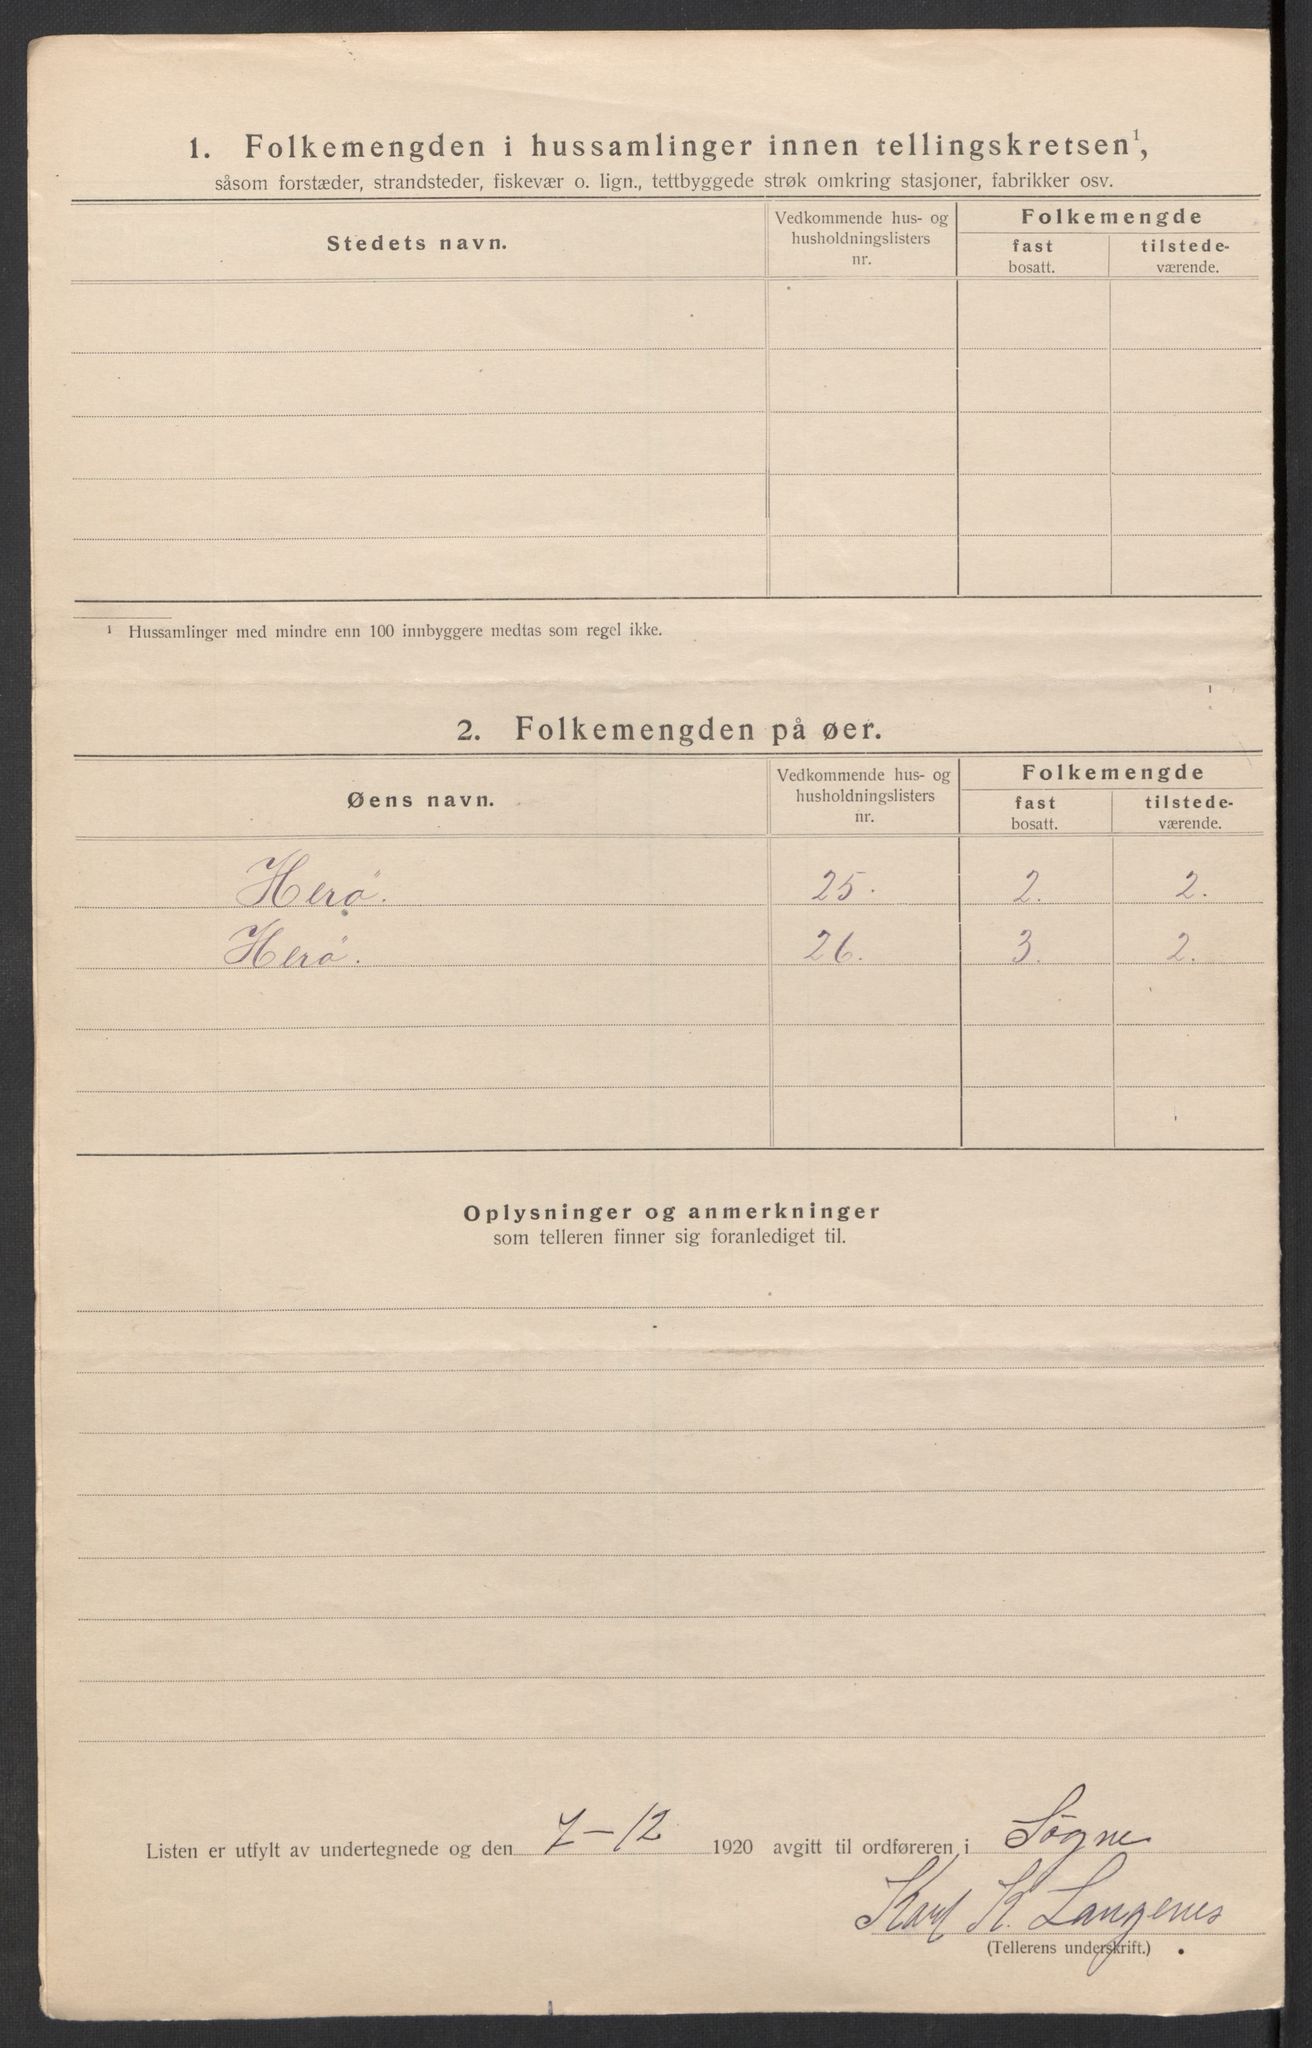 1. Folkemengden i hussamlinger innen tellingskretsen¹,
såsom forstæder, strandsteder, fiskevær o. lign., tettbyggede strøk omkring stasjoner, fabrikker osv.
Stedets navn.
Vedkommende hus- og
husholdningslisters
nr.
Folkemengde
fast
bosatt.
tilstede-
værende.
¹ Hussamlinger med mindre enn 100 innbyggere medtas som regel ikke.
2. Folkemengden på øer.
Øens navn.
Vedkommende hus- og
husholdningslisters
nr.
Folkemengde
fast
bosatt.
tilstede-
værende.
Herö. 25. 2. 2.
Herö. 26. 3. 2.
Oplysninger og anmerkninger
som telleren finner sig foranlediget til.
Listen er utfylt av undertegnede og den 7-12 1920 avgitt til ordføreren i Søgne
Karl K. Langenes
(Tellerens underskrift.)